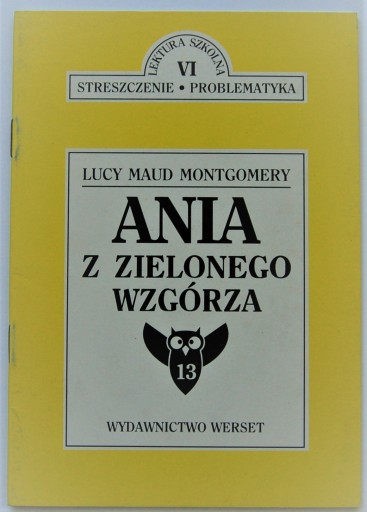 LEKTURA SZKOLNA
VI
STRESZCZENIE • PROBLEMATYKA
LUCY MAUD MONTGOMERY
ANIA
Z ZIELONEGO
WZGÓRZA
13
WYDAWNICTWO WERSET